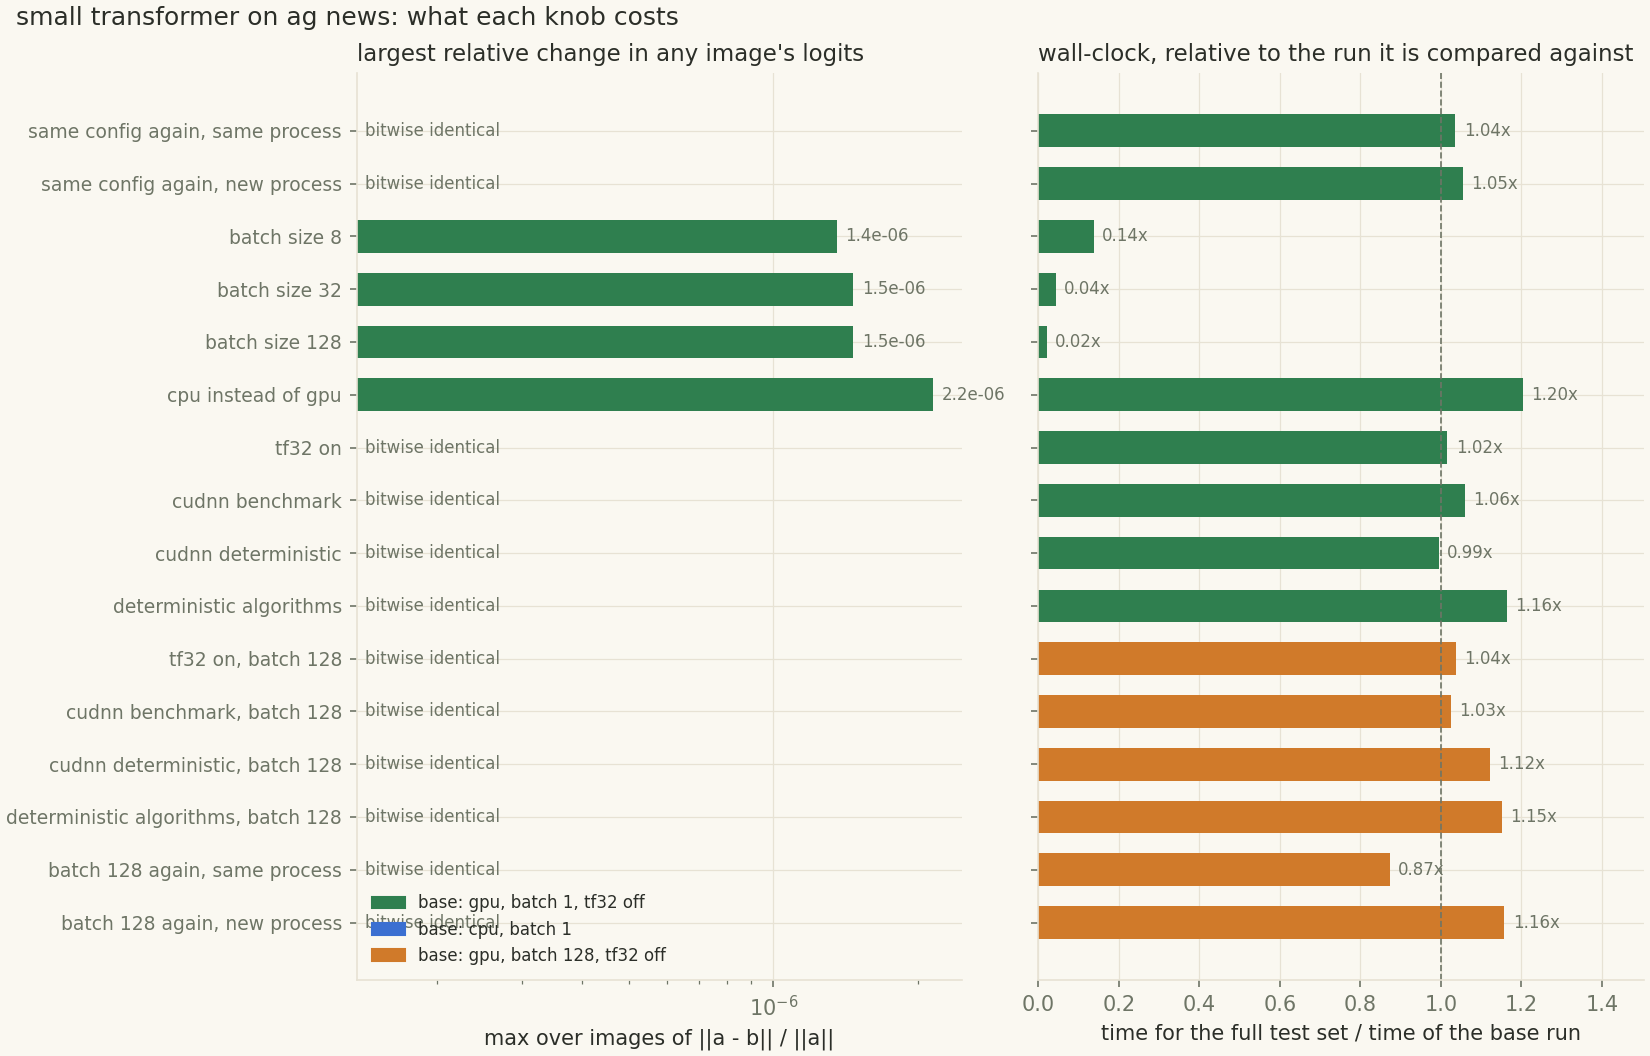 small transformer on ag news: what each knob costs
largest relative change in any image's logits
same config again, same process
bitwise identical
same config again, new process
bitwise identical
batch size 8
1.4e-06
batch size 32
1.5e-06
batch size 128
1.5e-06
cpu instead of gpu
2.2e-06
tf32 on
bitwise identical
cudnn benchmark
bitwise identical
cudnn deterministic
bitwise identical
deterministic algorithms
bitwise identical
tf32 on, batch 128
bitwise identical
cudnn benchmark, batch 128
bitwise identical
cudnn deterministic, batch 128
bitwise identical
deterministic algorithms, batch 128
bitwise identical
batch 128 again, same process
bitwise identical
batch 128 again, new process
bitwise identical
base: gpu, batch 1, tf32 off
base: cpu, batch 1
base: gpu, batch 128, tf32 off
10⁻⁶
max over images of ||a - b|| / ||a||
wall-clock, relative to the run it is compared against
1.04x
1.05x
0.14x
0.04x
0.02x
1.20x
1.02x
1.06x
0.99x
1.16x
1.04x
1.03x
1.12x
1.15x
0.87x
1.16x
0.0 0.2 0.4 0.6 0.8 1.0 1.2 1.4
time for the full test set / time of the base run